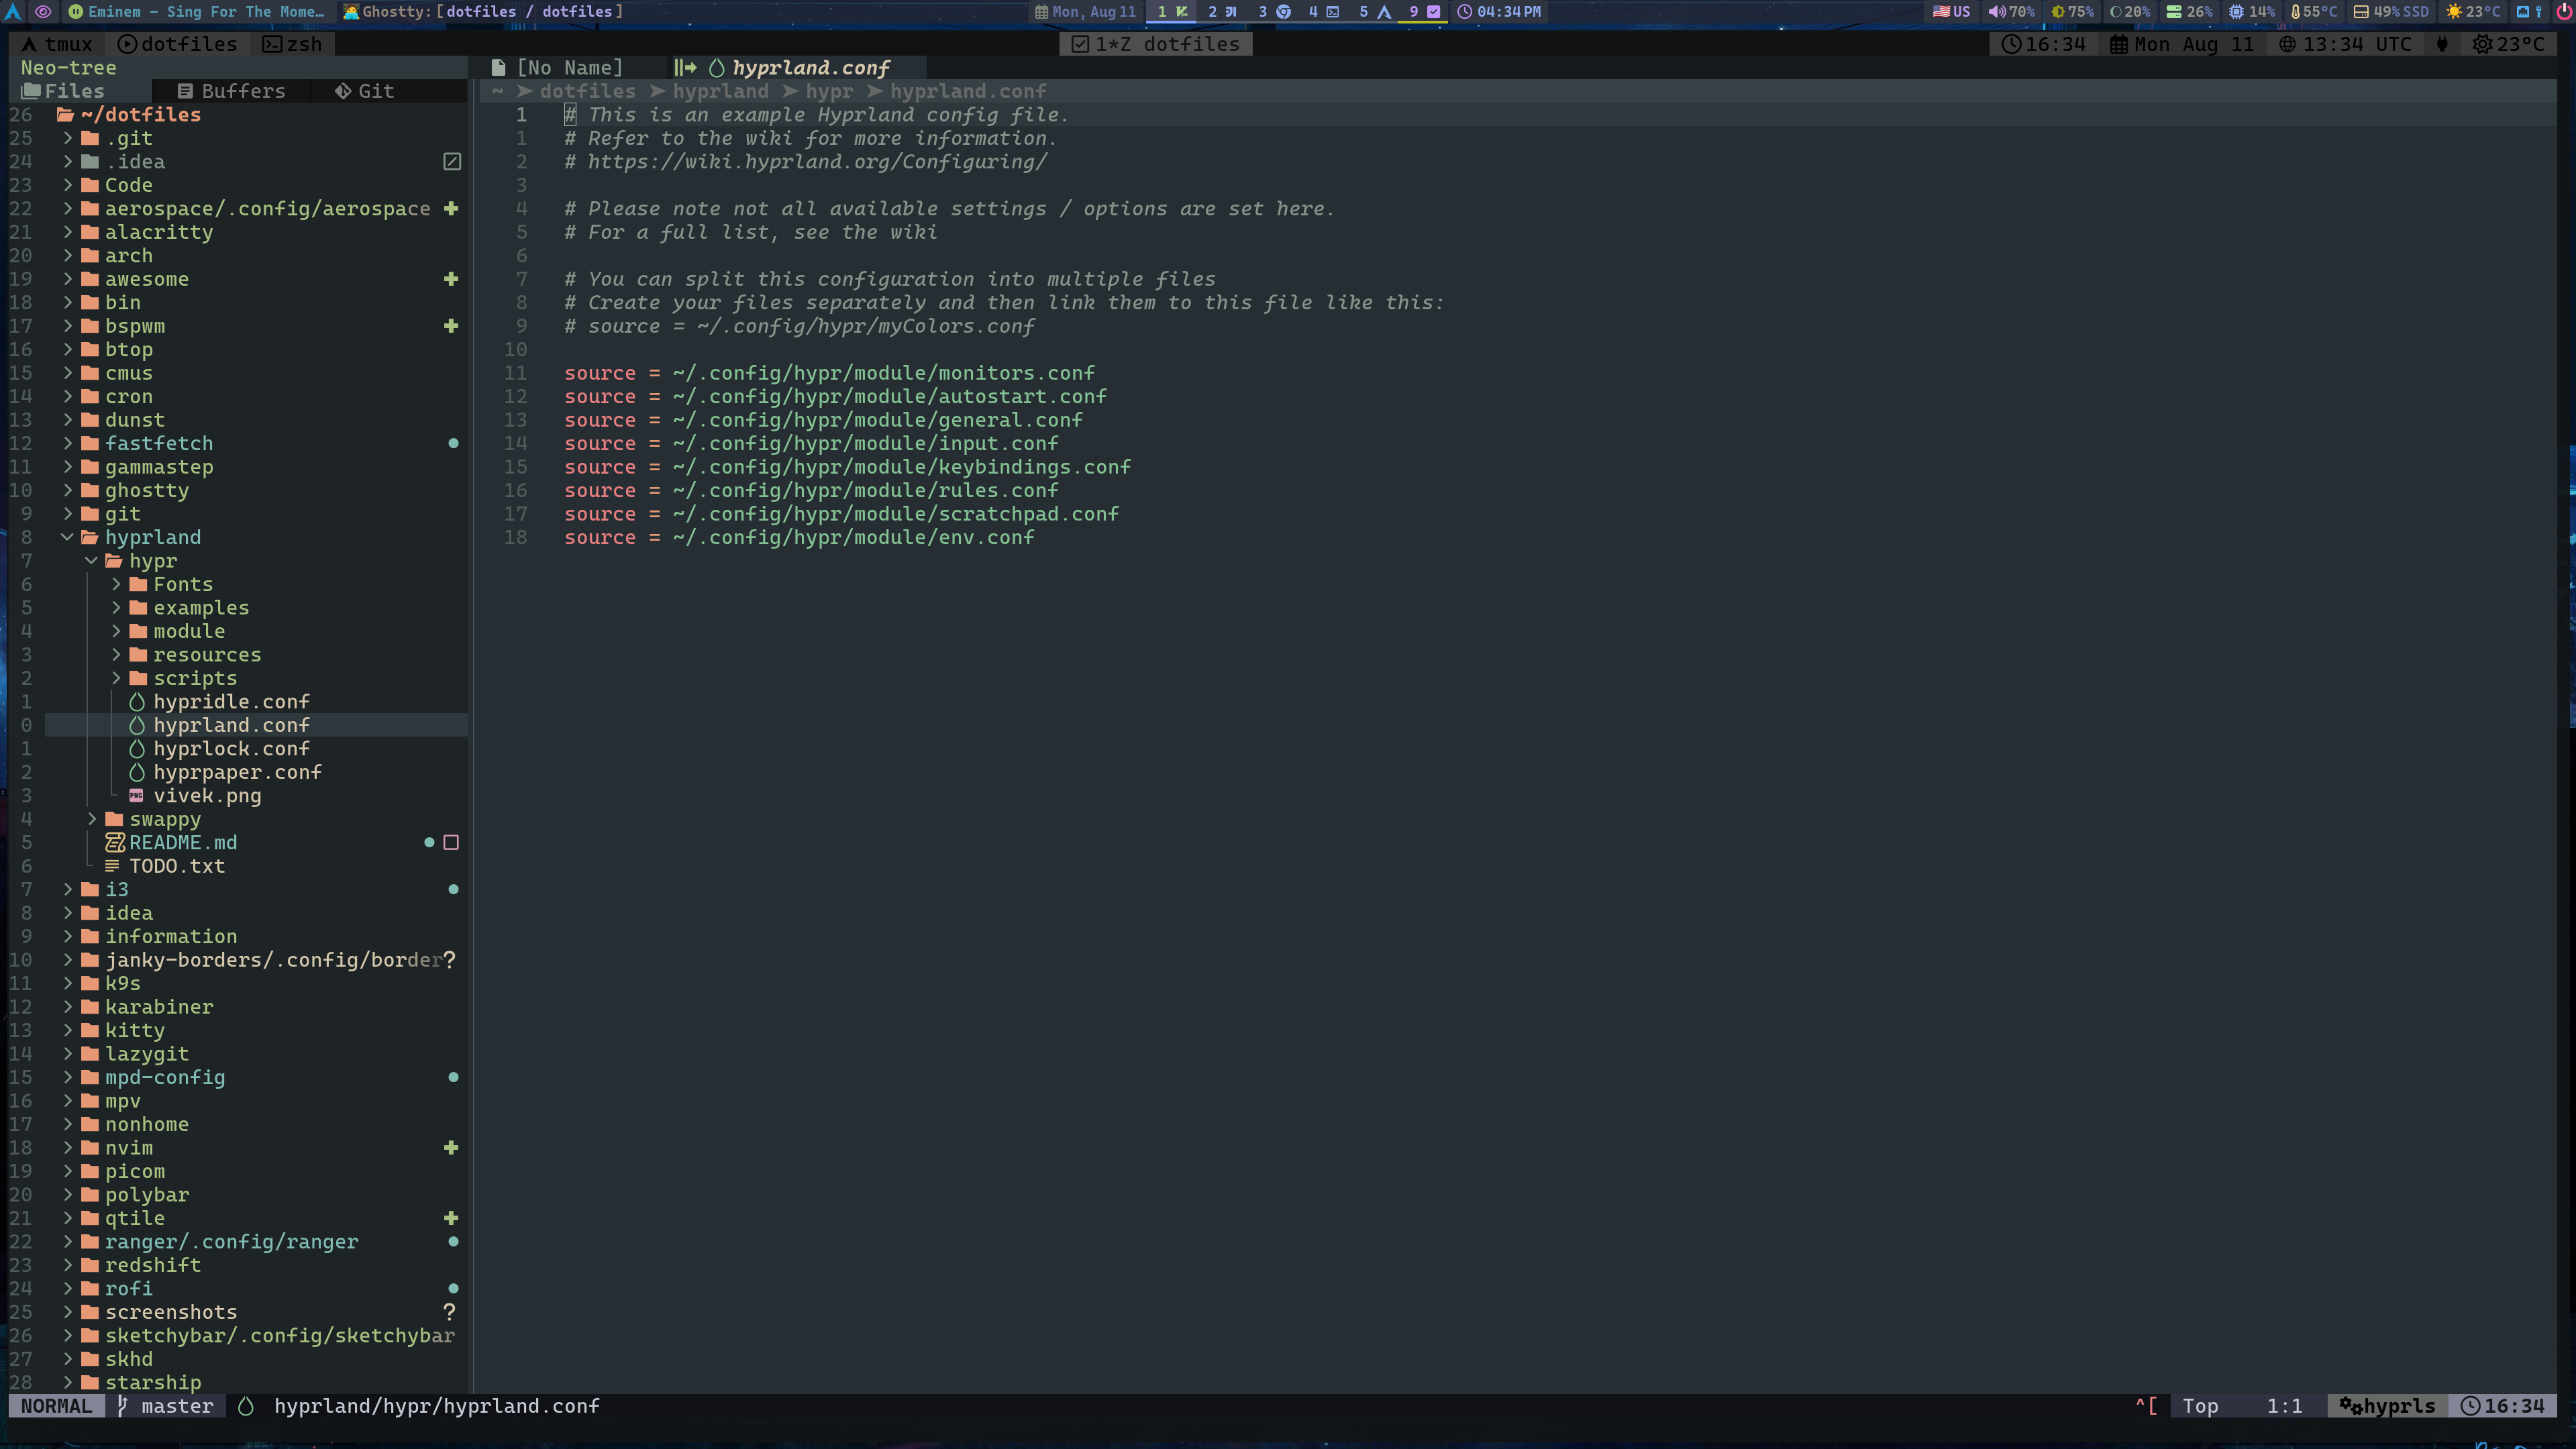 Eminem - Sing For The Mome… Ghostty: [ dotfiles / dotfiles ] Mon, Aug 11 1 2 3 4 5 9 04:34 PM US 70% 75% 20% 26% 14% 55°C 49% SSD 23°C
tmux dotfiles zsh 1*Z dotfiles 16:34 Mon Aug 11 13:34 UTC 23°C
Neo-tree
Files Buffers Git
26 ~/dotfiles
25 .git
24 .idea
23 Code
22 aerospace/.config/aerospace
21 alacritty
20 arch
19 awesome
18 bin
17 bspwm
16 btop
15 cmus
14 cron
13 dunst
12 fastfetch
11 gammastep
10 ghostty
9 git
8 hyprland
7 hypr
6 Fonts
5 examples
4 module
3 resources
2 scripts
1 hypridle.conf
0 hyprland.conf
1 hyprlock.conf
2 hyprpaper.conf
3 PNG vivek.png
4 swappy
5 README.md
6 TODO.txt
7 i3
8 idea
9 information
10 janky-borders/.config/border?
11 k9s
12 karabiner
13 kitty
14 lazygit
15 mpd-config
16 mpv
17 nonhome
18 nvim
19 picom
20 polybar
21 qtile
22 ranger/.config/ranger
23 redshift
24 rofi
25 screenshots ?
26 sketchybar/.config/sketchybar
27 skhd
28 starship
[No Name] hyprland.conf
~ dotfiles hyprland hypr hyprland.conf
1 # This is an example Hyprland config file.
1 # Refer to the wiki for more information.
2 # https://wiki.hyprland.org/Configuring/
3
4 # Please note not all available settings / options are set here.
5 # For a full list, see the wiki
6
7 # You can split this configuration into multiple files
8 # Create your files separately and then link them to this file like this:
9 # source = ~/.config/hypr/myColors.conf
10
11 source = ~/.config/hypr/module/monitors.conf
12 source = ~/.config/hypr/module/autostart.conf
13 source = ~/.config/hypr/module/general.conf
14 source = ~/.config/hypr/module/input.conf
15 source = ~/.config/hypr/module/keybindings.conf
16 source = ~/.config/hypr/module/rules.conf
17 source = ~/.config/hypr/module/scratchpad.conf
18 source = ~/.config/hypr/module/env.conf
NORMAL master hyprland/hypr/hyprland.conf ^[ Top 1:1 hyprls 16:34